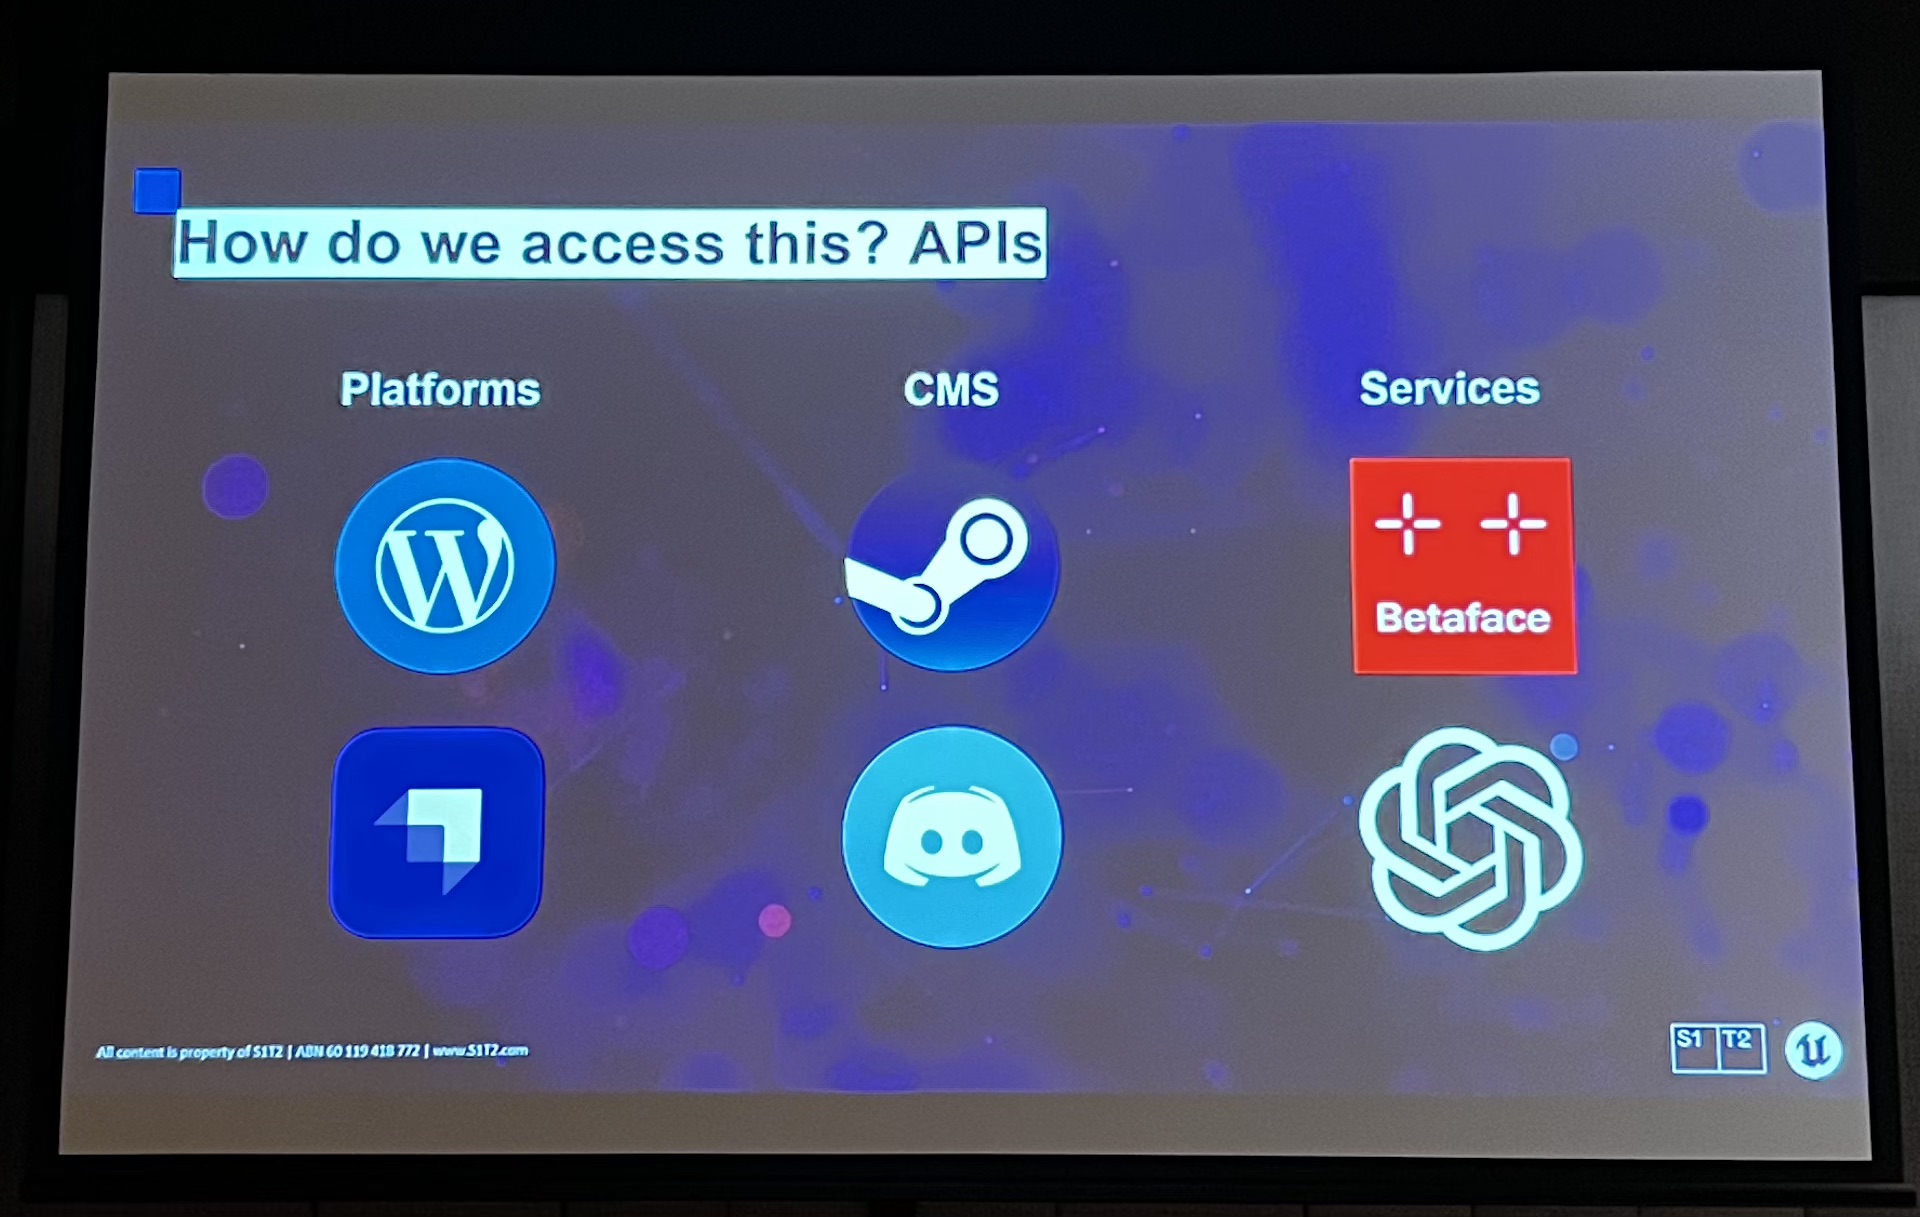 How do we access this? APIs
Platforms
CMS
Services
Betaface
All content is property of S1T2 | ABN 60 119 418 772 | www.S1T2.com
S1 T2